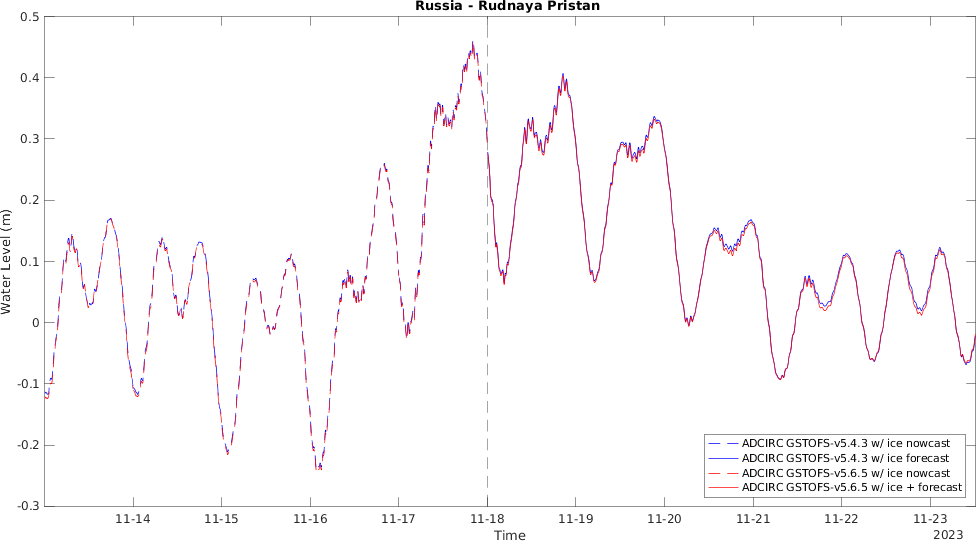 Russia - Rudnaya Pristan
0.5
0.4
0.3
0.2
0.1
0
-0.1
-0.2
-0.3
Water Level (m)
ADCIRC GSTOFS-v5.4.3 w/ ice nowcast
ADCIRC GSTOFS-v5.4.3 w/ ice forecast
ADCIRC GSTOFS-v5.6.5 w/ ice nowcast
ADCIRC GSTOFS-v5.6.5 w/ ice + forecast
11-14 11-15 11-16 11-17 11-18 11-19 11-20 11-21 11-22 11-23
Time
2023